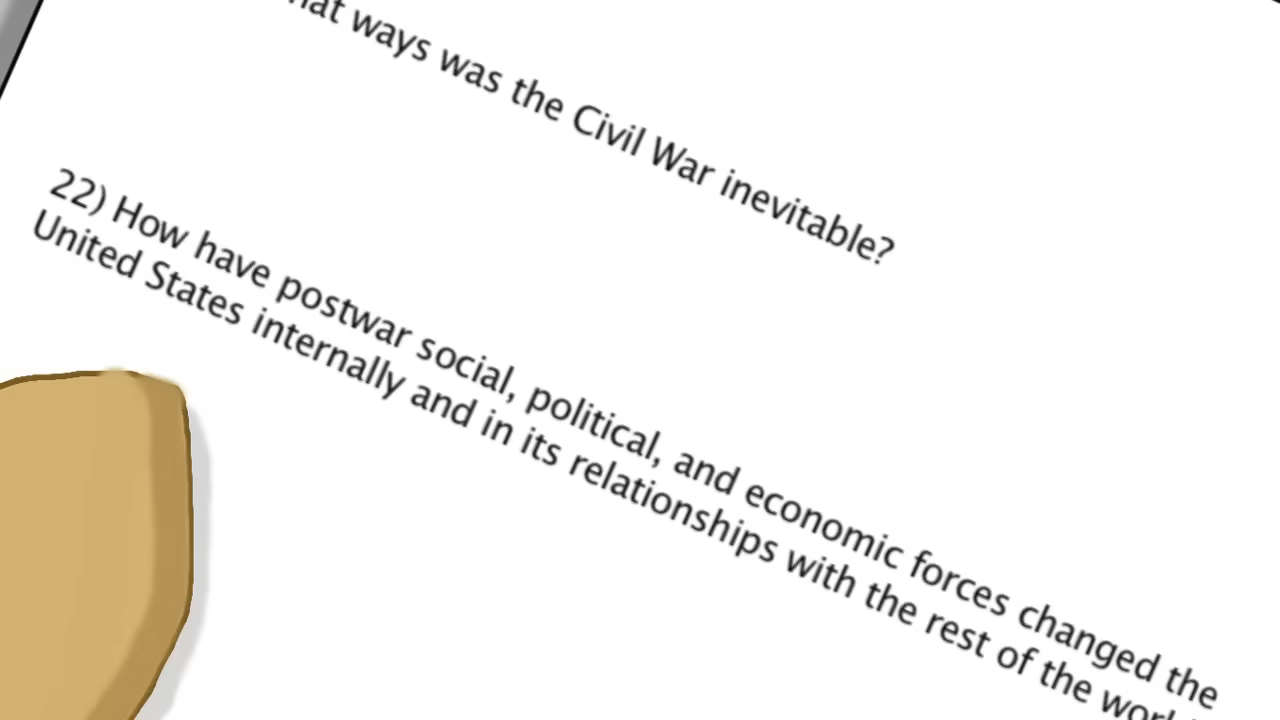 ways was the Civil War inevitable?
22) How have postwar social, political, and economic forces changed the
United States internally and in its relationships with the rest of the